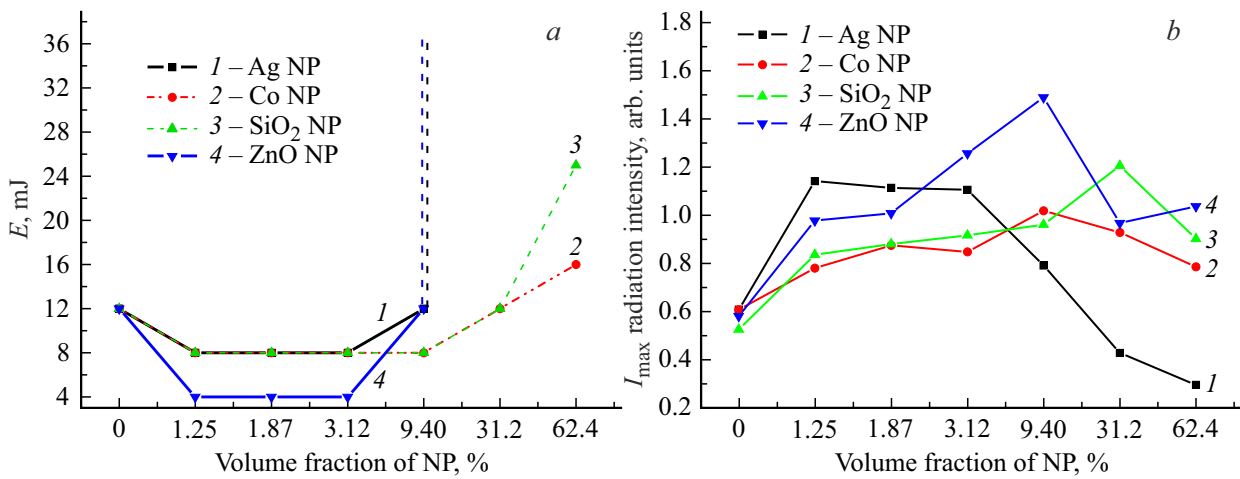 a
1 – Ag NP
2 – Co NP
3 – SiO₂ NP
4 – ZnO NP
E, mJ
36
32
28
24
20
16
12
8
4
1
4
3
2
0 1.25 1.87 3.12 9.40 31.2 62.4
Volume fraction of NP, %
b
1 – Ag NP
2 – Co NP
3 – SiO₂ NP
4 – ZnO NP
Imax radiation intensity, arb. units
1.8
1.6
1.4
1.2
1.0
0.8
0.6
0.4
0.2
4
3
2
1
0 1.25 1.87 3.12 9.40 31.2 62.4
Volume fraction of NP, %